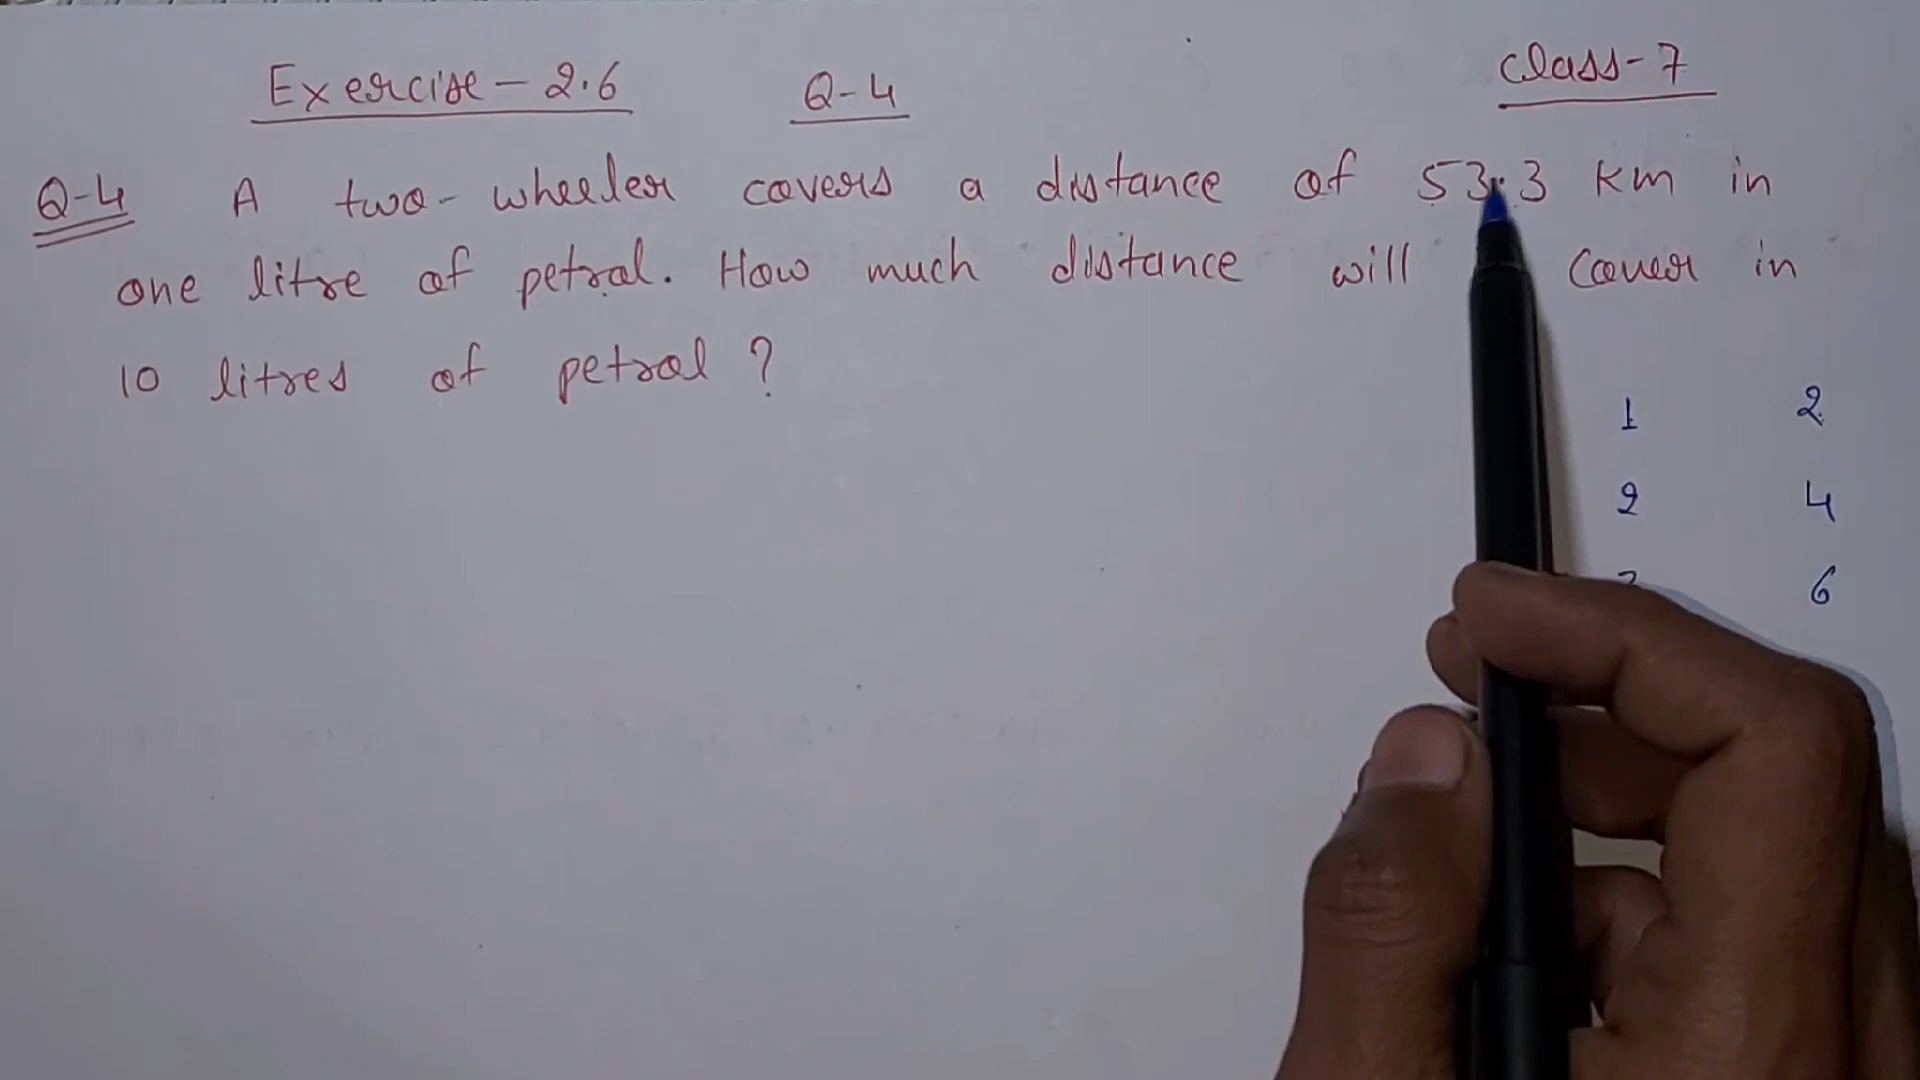 Exercise - 2.6 Q-4 Class-7
Q-4 A two-wheeler covers a distance of 53.3 km in
one litre of petrol. How much distance will cover in
10 litres of petrol ?
1 2
2 4
6